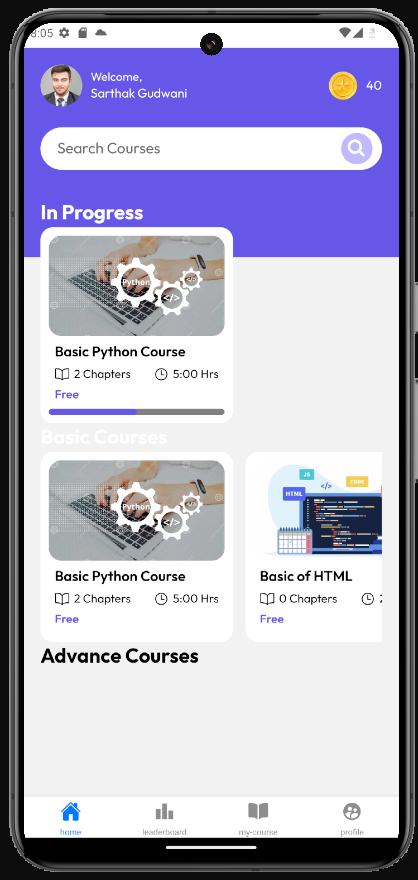 8:05
Welcome,
Sarthak Gudwani
40
Search Courses
In Progress
Python
</>
</>
Basic Python Course
2 Chapters
5:00 Hrs
Free
Basic Courses
Python
</>
</>
JS
</>
CODE
HTML
Basic Python Course
2 Chapters
5:00 Hrs
Free
Basic of HTML
0 Chapters
Free
Advance Courses
home
leaderboard
my-course
profile